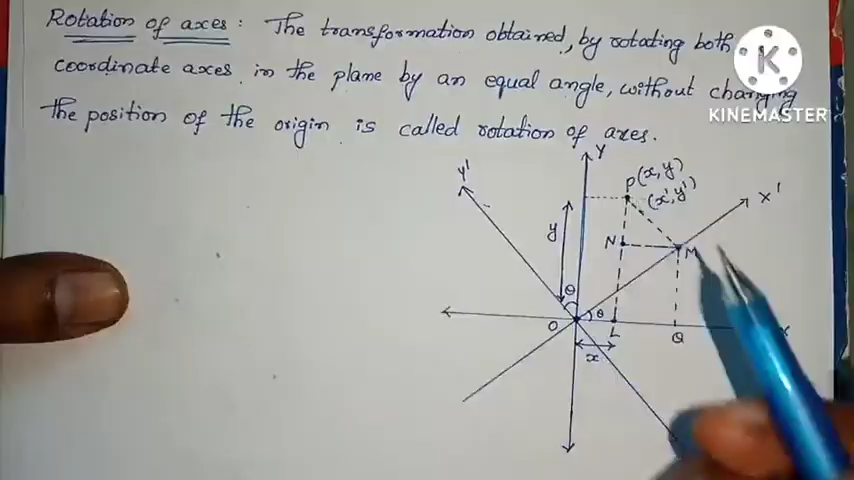 Rotation of axes : The transformation obtained, by rotating both
coordinate axes in the plane by an equal angle, without changing
the position of the origin is called rotation of axes.
K
KINEMASTER
Y
Y'
P(x,y)
(x',y')
X'
y
N
M
θ
θ
O
L
Q
X
x